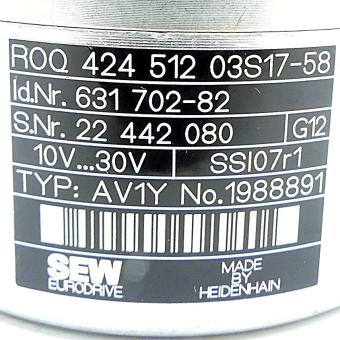 ROQ 424 512 03S17-58
Id.Nr. 631 702-82
S.Nr. 22 442 080 G12
10V...30V SSI07r1
TYP: AV1Y No.1988891
SEW
EURODRIVE
MADE
BY
HEIDENHAIN